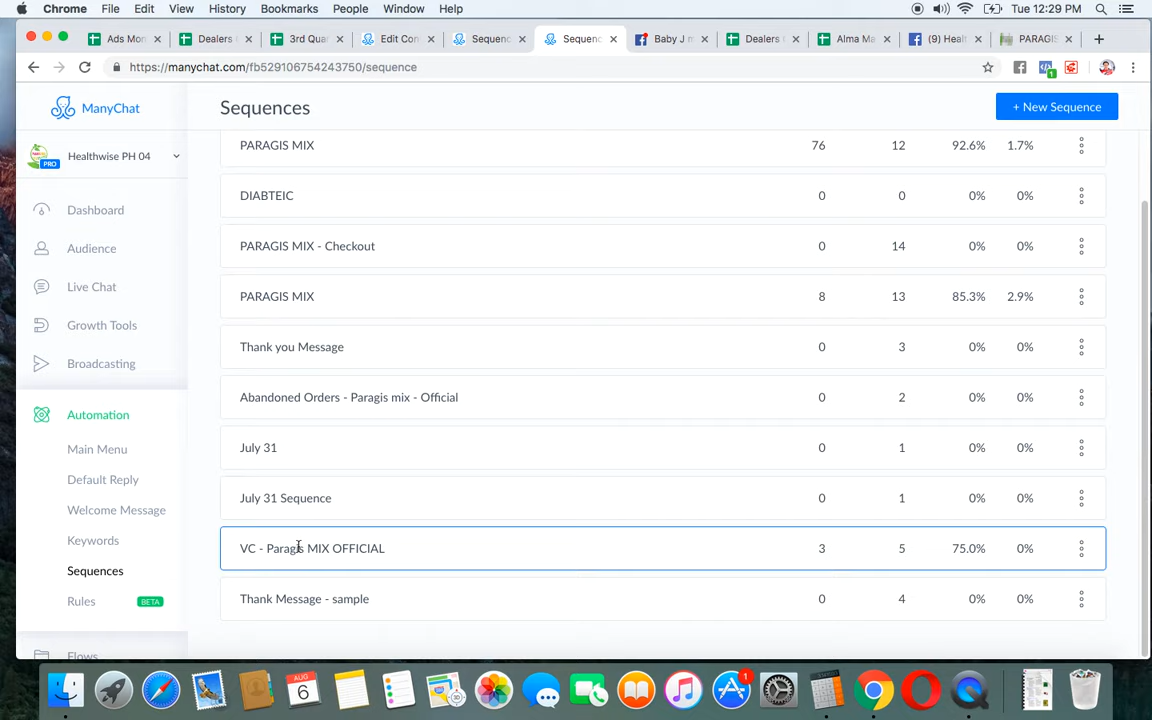 Chrome File Edit View History Bookmarks People Window Help Tue 12:29 PM
Ads Mon Dealers 3rd Quar Edit Con Sequenc Sequenc Baby J m Dealers Alma Ma (9) Heal PARAGIS
https://manychat.com/fb529106754243750/sequence
1
ManyChat
Sequences
+ New Sequence
Healthwise PH 04
PRO
PARAGIS MIX 76 12 92.6% 1.7%
DIABTEIC 0 0 0% 0%
Dashboard
Audience
PARAGIS MIX - Checkout 0 14 0% 0%
Live Chat
PARAGIS MIX 8 13 85.3% 2.9%
Growth Tools
Thank you Message 0 3 0% 0%
Broadcasting
Abandoned Orders - Paragis mix - Official 0 2 0% 0%
Automation
Main Menu
July 31 0 1 0% 0%
Default Reply
July 31 Sequence 0 1 0% 0%
Welcome Message
Keywords
VC - Paragis MIX OFFICIAL 3 5 75.0% 0%
Sequences
Thank Message - sample 0 4 0% 0%
Rules BETA
Flows
AUG
6
1